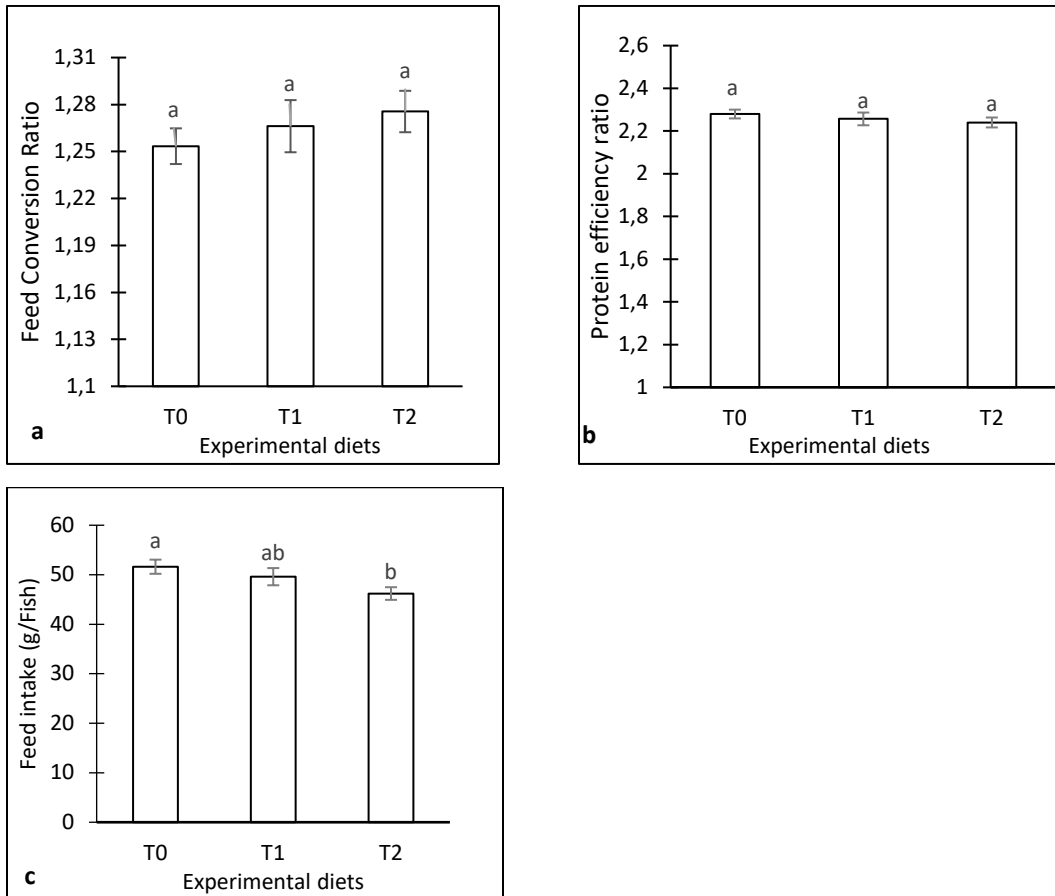 Feed Conversion Ratio
1,31
1,28
1,25
1,22
1,19
1,16
1,13
1,1
a
a
a
T0 T1 T2
Experimental diets
a
Protein efficiency ratio
2,6
2,4
2,2
2
1,8
1,6
1,4
1,2
1
a
a
a
T0 T1 T2
Experimental diets
b
Feed intake (g/Fish)
60
50
40
30
20
10
0
a
ab
b
T0 T1 T2
Experimental diets
c